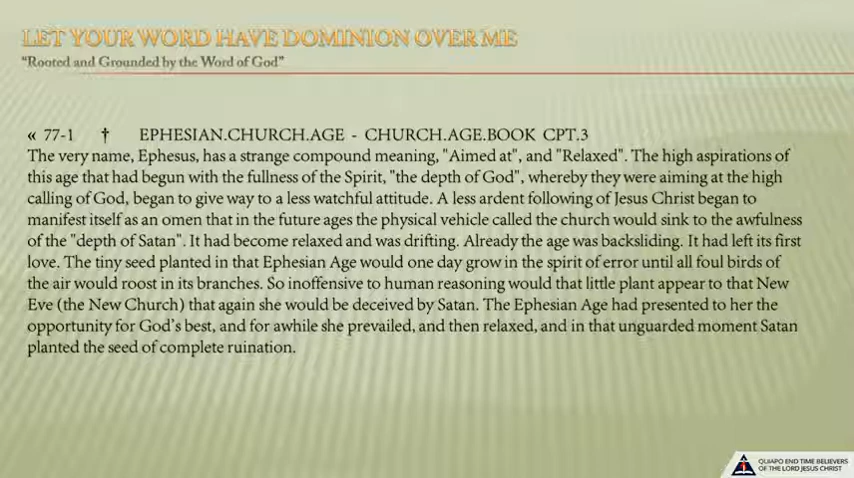 LET YOUR WORD HAVE DOMINION OVER ME
"Rooted and Grounded by the Word of God"
« 77-1 † EPHESIAN.CHURCH.AGE - CHURCH.AGE.BOOK CPT.3
The very name, Ephesus, has a strange compound meaning, "Aimed at", and "Relaxed". The high aspirations of
this age that had begun with the fullness of the Spirit, "the depth of God", whereby they were aiming at the high
calling of God, began to give way to a less watchful attitude. A less ardent following of Jesus Christ began to
manifest itself as an omen that in the future ages the physical vehicle called the church would sink to the awfulness
of the "depth of Satan". It had become relaxed and was drifting. Already the age was backsliding. It had left its first
love. The tiny seed planted in that Ephesian Age would one day grow in the spirit of error until all foul birds of
the air would roost in its branches. So inoffensive to human reasoning would that little plant appear to that New
Eve (the New Church) that again she would be deceived by Satan. The Ephesian Age had presented to her the
opportunity for God's best, and for awhile she prevailed, and then relaxed, and in that unguarded moment Satan
planted the seed of complete ruination.
QUIAPO END TIME BELIEVERS
OF THE LORD JESUS CHRIST